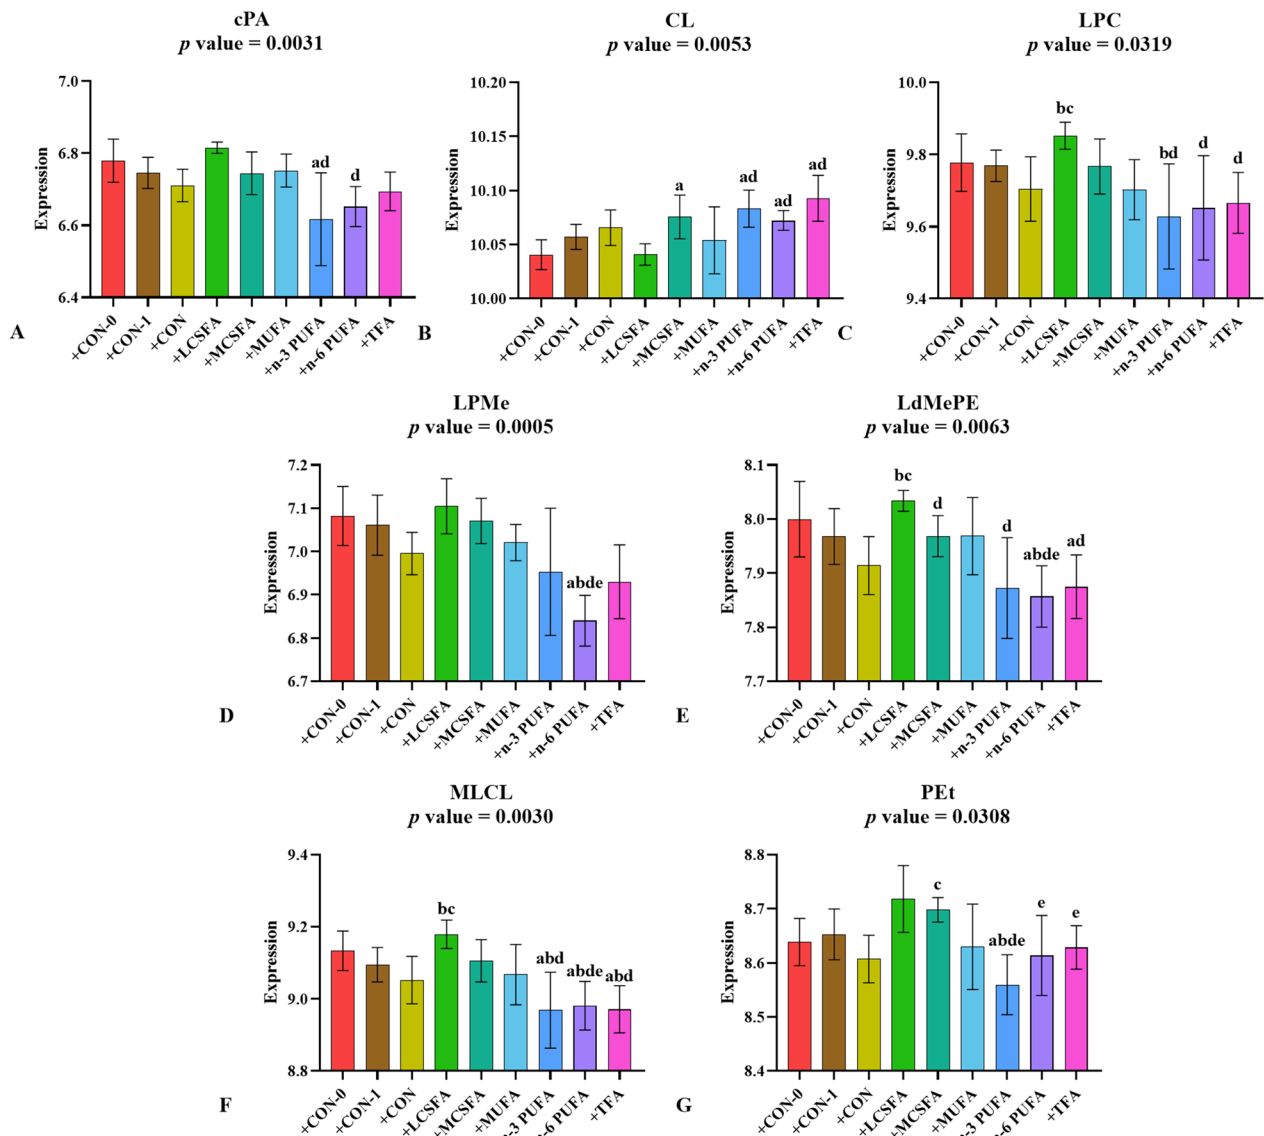 cPA
p value = 0.0031
7.0
6.8
6.6
6.4
Expression
ad
d
+CON-0
+CON-1
+CON
+LCSFA
+MCSFA
+MUFA
+n-3 PUFA
+n-6 PUFA
+TFA
A
CL
p value = 0.0053
10.20
10.15
10.10
10.05
10.00
Expression
a
ad
ad
ad
+CON-0
+CON-1
+CON
+LCSFA
+MCSFA
+MUFA
+n-3 PUFA
+n-6 PUFA
+TFA
B
LPC
p value = 0.0319
10.0
9.8
9.6
9.4
Expression
bc
bd
d
d
+CON-0
+CON-1
+CON
+LCSFA
+MCSFA
+MUFA
+n-3 PUFA
+n-6 PUFA
+TFA
C
LPMe
p value = 0.0005
7.2
7.1
7.0
6.9
6.8
6.7
Expression
abde
+CON-0
+CON-1
+CON
+LCSFA
+MCSFA
+MUFA
+n-3 PUFA
+n-6 PUFA
+TFA
D
LdMePE
p value = 0.0063
8.1
8.0
7.9
7.8
7.7
Expression
bc
d
d
abde
ad
+CON-0
+CON-1
+CON
+LCSFA
+MCSFA
+MUFA
+n-3 PUFA
+n-6 PUFA
+TFA
E
MLCL
p value = 0.0030
9.4
9.2
9.0
8.8
Expression
bc
abd
abde
abd
+CON-0
+CON-1
+CON
+LCSFA
+MCSFA
+MUFA
n-3 PUFA
n-6 PUFA
+TFA
F
PEt
p value = 0.0308
8.8
8.7
8.6
8.5
8.4
Expression
c
abde
e
e
+CON-0
+CON-1
+CON
+LCSFA
+MCSFA
+MUFA
n-3 PUFA
n-6 PUFA
+TFA
G